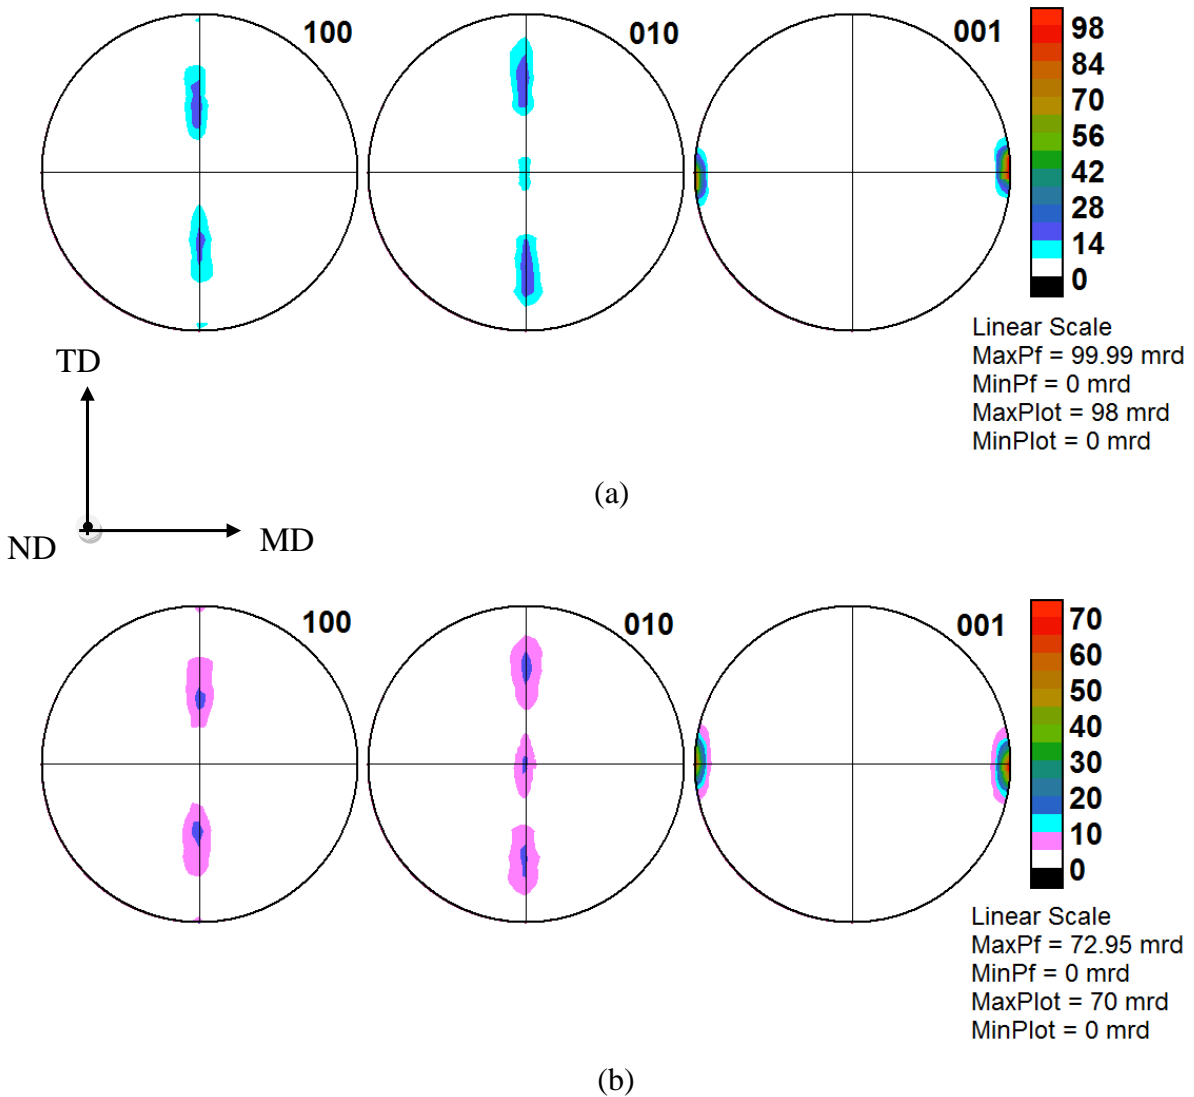 100
010
001
98
84
70
56
42
28
14
0
Linear Scale
MaxPf = 99.99 mrd
MinPf = 0 mrd
MaxPlot = 98 mrd
MinPlot = 0 mrd
TD
ND
MD
(a)
100
010
001
70
60
50
40
30
20
10
0
Linear Scale
MaxPf = 72.95 mrd
MinPf = 0 mrd
MaxPlot = 70 mrd
MinPlot = 0 mrd
(b)